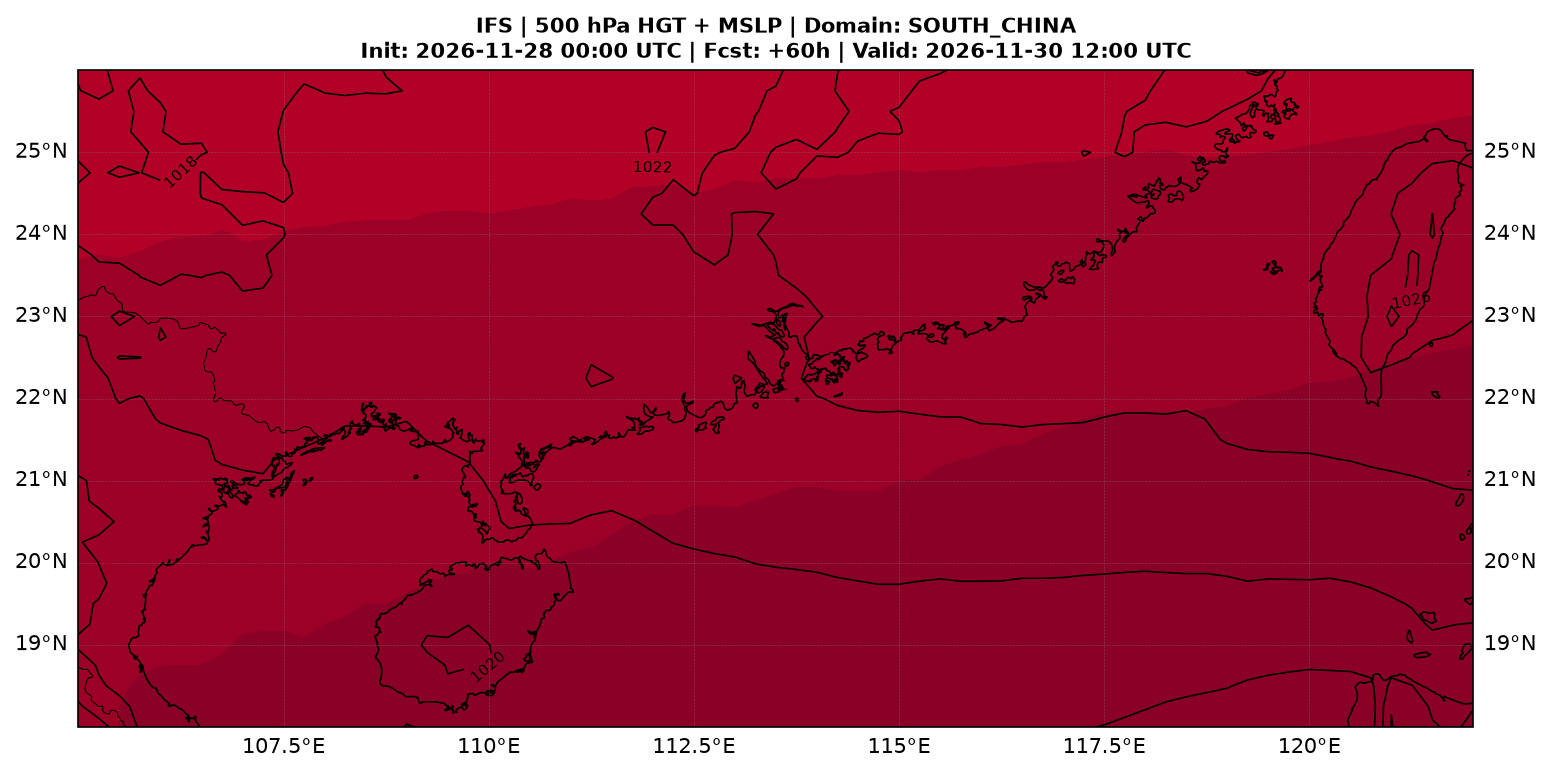 IFS | 500 hPa HGT + MSLP | Domain: SOUTH_CHINA
Init: 2026-11-28 00:00 UTC | Fcst: +60h | Valid: 2026-11-30 12:00 UTC
25°N
24°N
23°N
22°N
21°N
20°N
19°N
1018
1022
1026
1020
25°N
24°N
23°N
22°N
21°N
20°N
19°N
107.5°E
110°E
112.5°E
115°E
117.5°E
120°E